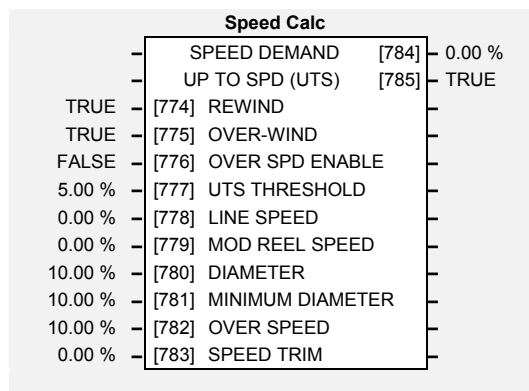 Speed Calc
SPEED DEMAND [784] 0.00 %
UP TO SPD (UTS) [785] TRUE
TRUE [774] REWIND
TRUE [775] OVER-WIND
FALSE [776] OVER SPD ENABLE
5.00 % [777] UTS THRESHOLD
0.00 % [778] LINE SPEED
0.00 % [779] MOD REEL SPEED
10.00 % [780] DIAMETER
10.00 % [781] MINIMUM DIAMETER
10.00 % [782] OVER SPEED
0.00 % [783] SPEED TRIM